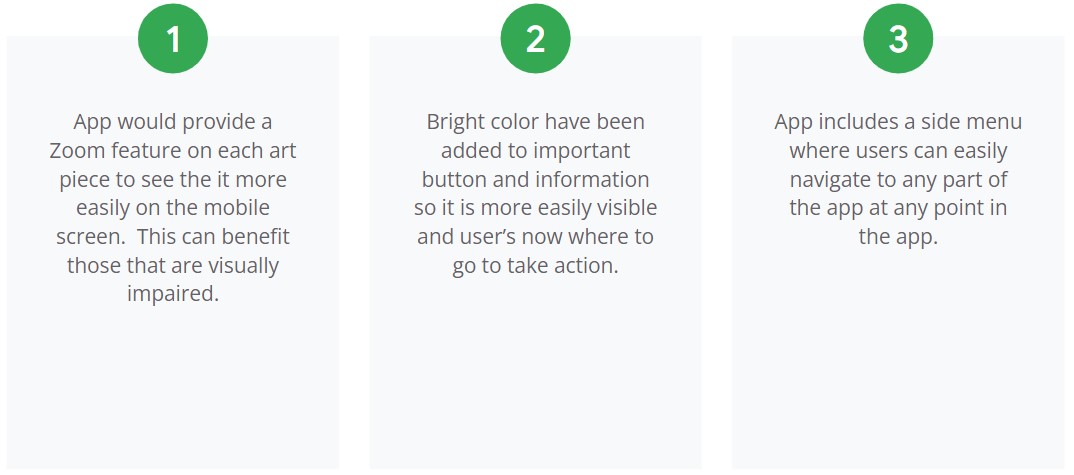 1
App would provide a
Zoom feature on each art
piece to see the it more
easily on the mobile
screen.  This can benefit
those that are visually
impaired.
2
Bright color have been
added to important
button and information
so it is more easily visible
and user’s now where to
go to take action.
3
App includes a side menu
where users can easily
navigate to any part of
the app at any point in
the app.